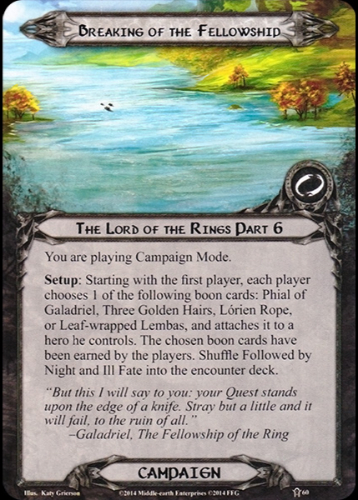 Breaking of the Fellowship
The Lord of the Rings Part 6
You are playing Campaign Mode.
Setup: Starting with the first player, each player
chooses 1 of the following boon cards: Phial of
Galadriel, Three Golden Hairs, Lórien Rope,
or Leaf-wrapped Lembas, and attaches it to a
hero he controls. The chosen boon cards have
been earned by the players. Shuffle Followed by
Night and Ill Fate into the encounter deck.
“But this I will say to you: your Quest stands
upon the edge of a knife. Stray but a little and it
will fail, to the ruin of all.”
–Galadriel, The Fellowship of the Ring
CAMPAIGN
Illus. Katy Grierson ©2014 Middle-earth Enterprises ©2014 FFG 60